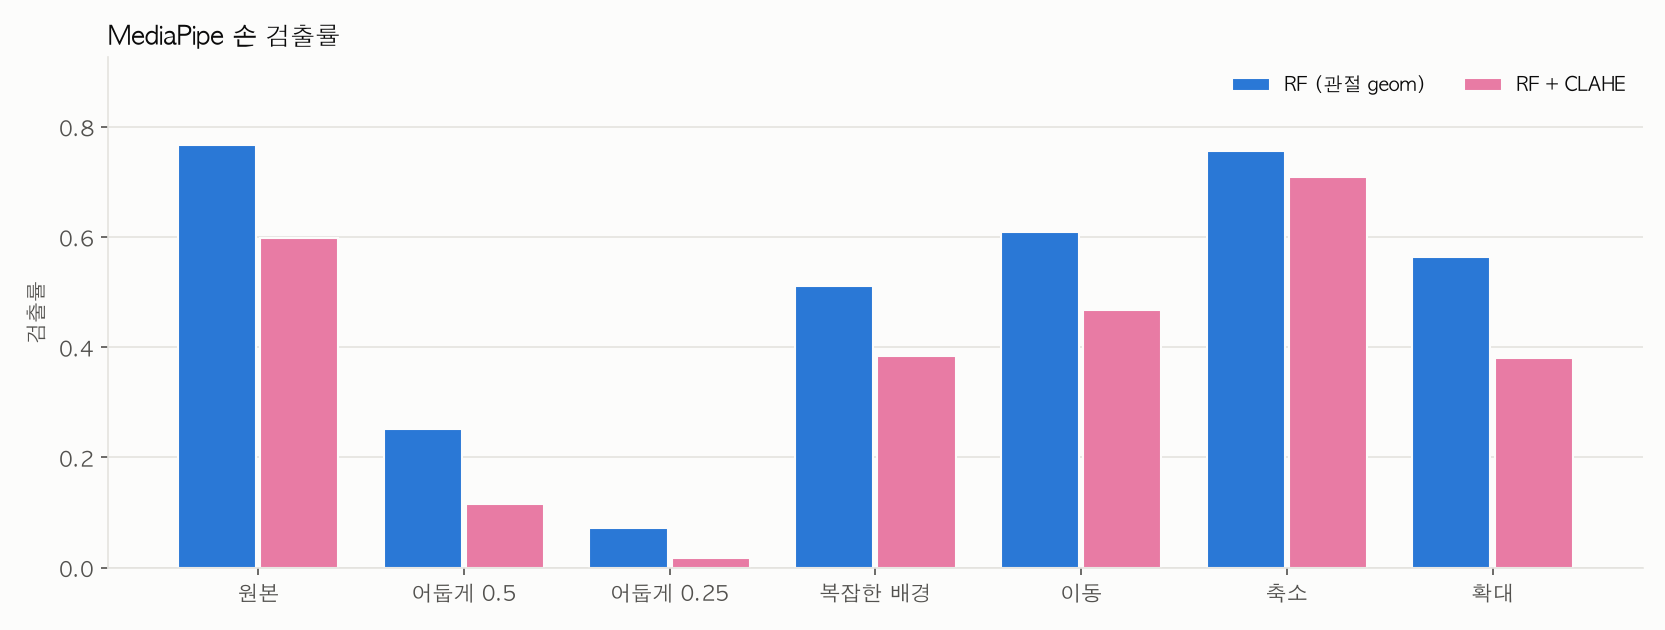 MediaPipe 손 검출률
RF (관절 geom)
RF + CLAHE
검출률
0.8
0.6
0.4
0.2
0.0
원본
어둡게 0.5
어둡게 0.25
복잡한 배경
이동
축소
확대